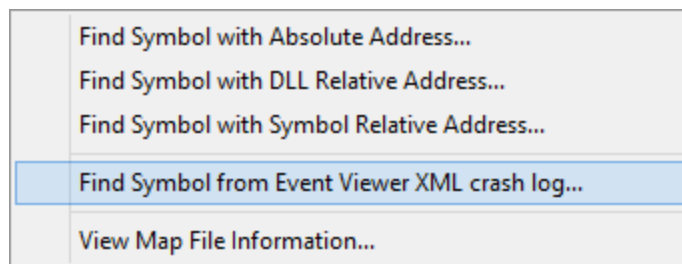 Find Symbol with Absolute Address...
Find Symbol with DLL Relative Address...
Find Symbol with Symbol Relative Address...
Find Symbol from Event Viewer XML crash log...
View Map File Information...